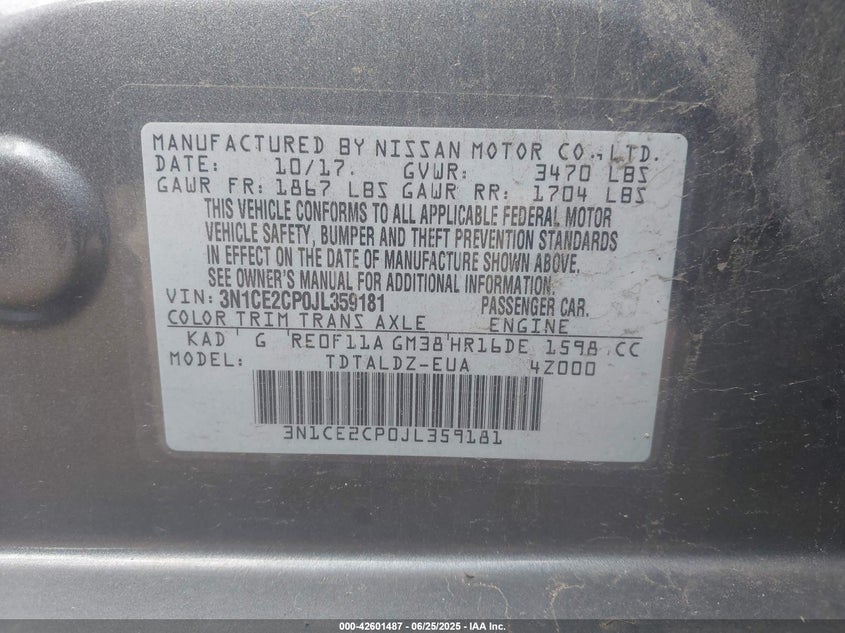 MANUFACTURED BY NISSAN MOTOR CO.,LTD.
DATE: 10/17. GVWR: 3470 LBS
GAWR FR: 1867 LBS GAWR RR: 1704 LBS
THIS VEHICLE CONFORMS TO ALL APPLICABLE FEDERAL MOTOR
VEHICLE SAFETY, BUMPER AND THEFT PREVENTION STANDARDS
IN EFFECT ON THE DATE OF MANUFACTURE SHOWN ABOVE.
SEE OWNER'S MANUAL FOR ADDITIONAL INFORMATION.
VIN: 3N1CE2CP0JL359181 PASSENGER CAR.
COLOR TRIM TRANS AXLE ENGINE
KAD G RE0F11A GM38 HR16DE 1598 CC
MODEL: TDTALDZ-EUA 4Z000
3N1CE2CP0JL359181
000-42601487 - 06/25/2025 - IAA Inc.